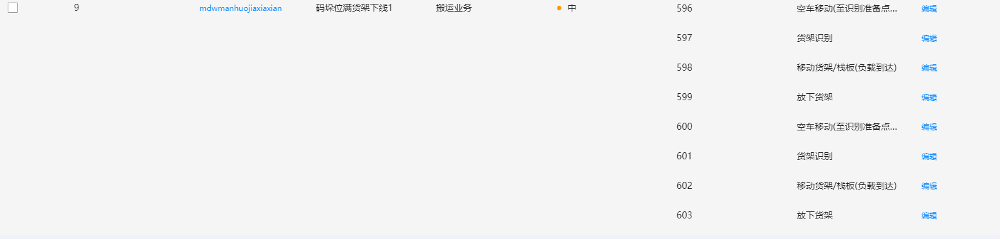 9 mdwmanhuojiaxiaxian 码垛位满货架下线1 搬运业务 中 596 空车移动(至识别准备点... 编辑
597 货架识别 编辑
598 移动货架/栈板(负载到达) 编辑
599 放下货架 编辑
600 空车移动(至识别准备点... 编辑
601 货架识别 编辑
602 移动货架/栈板(负载到达) 编辑
603 放下货架 编辑